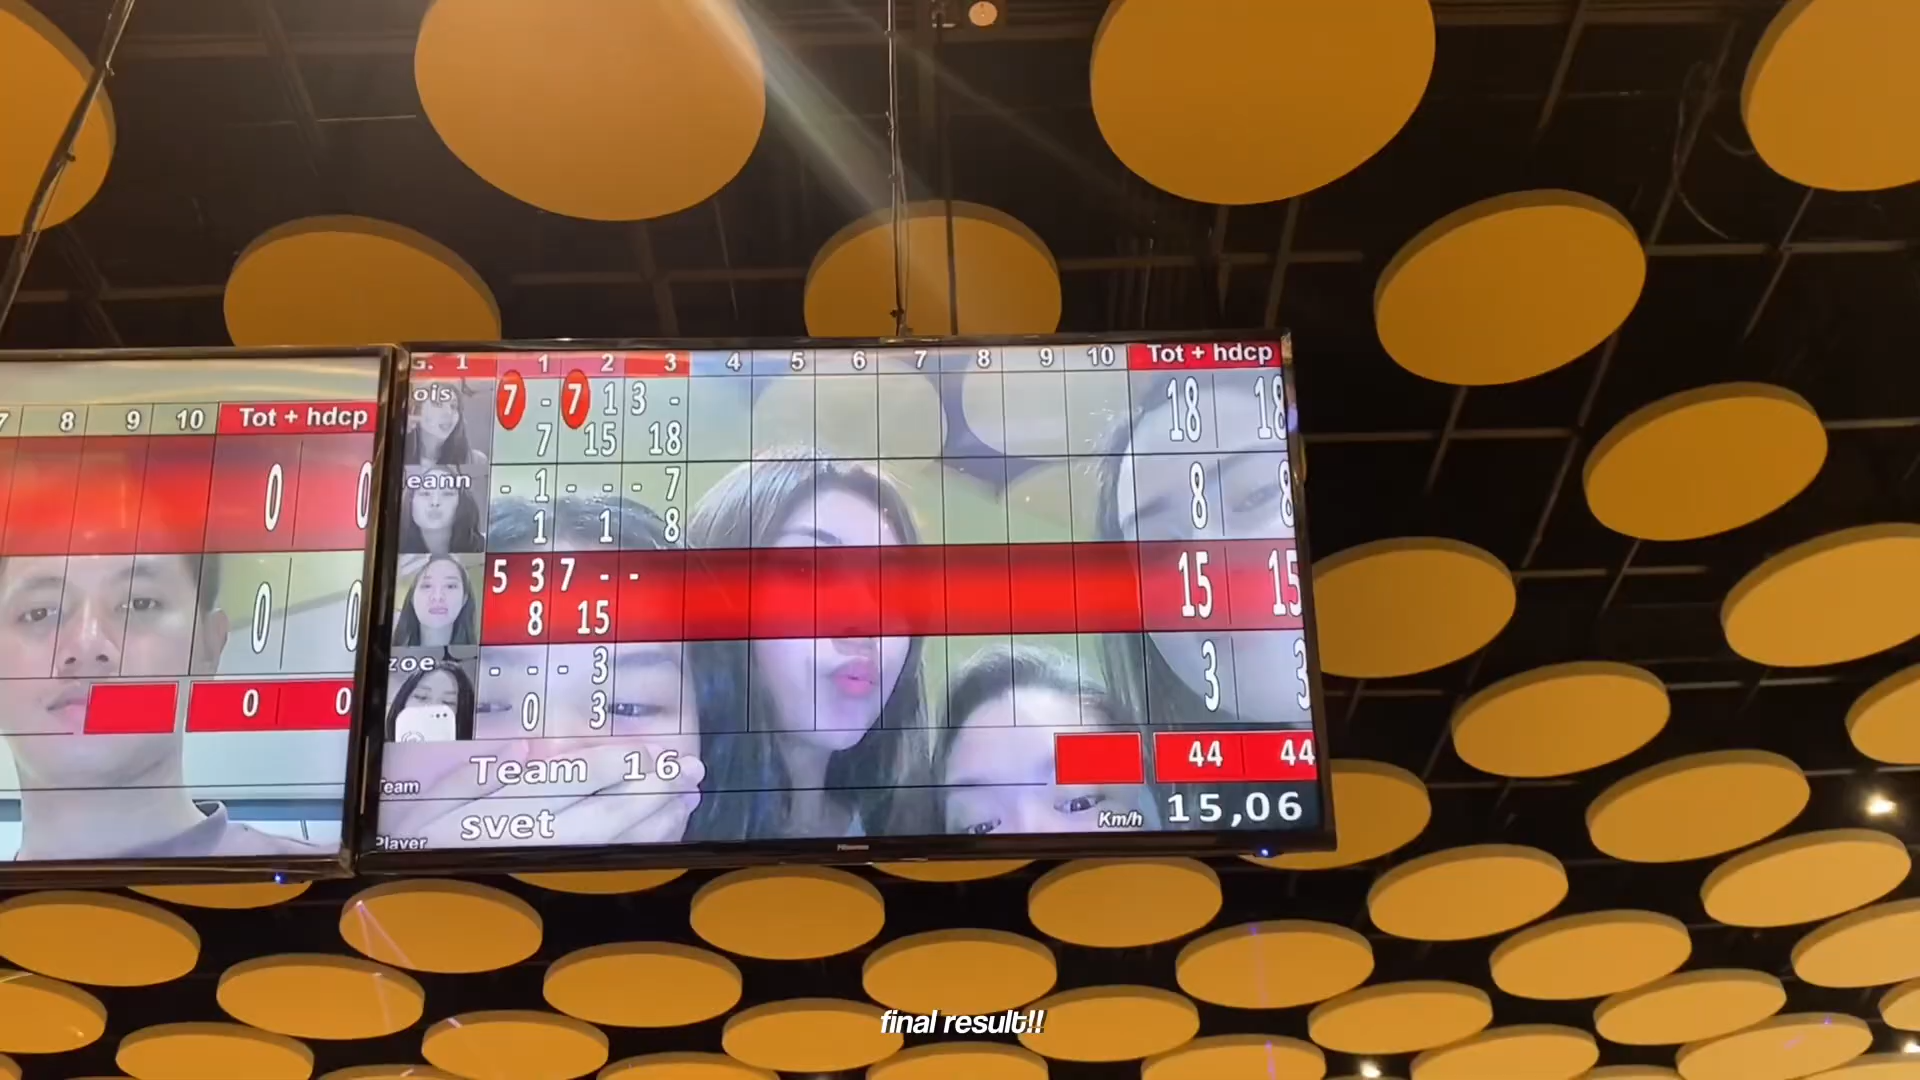 7 8 9 10 Tot + hdcp
0 0
0 0
0 0
G. 1 1 2 3 4 5 6 7 8 9 10 Tot + hdcp
ois 7 - 7 1 3 - 18 18
7 15 18
eann - 1 - - - 7 8 8
1 1 8
5 3 7 - - 15 15
8 15
zoe - - - 3 3 3
0 3
Team Team 16 44 44
Player svet Km/h 15,06
Hisense
final result!!